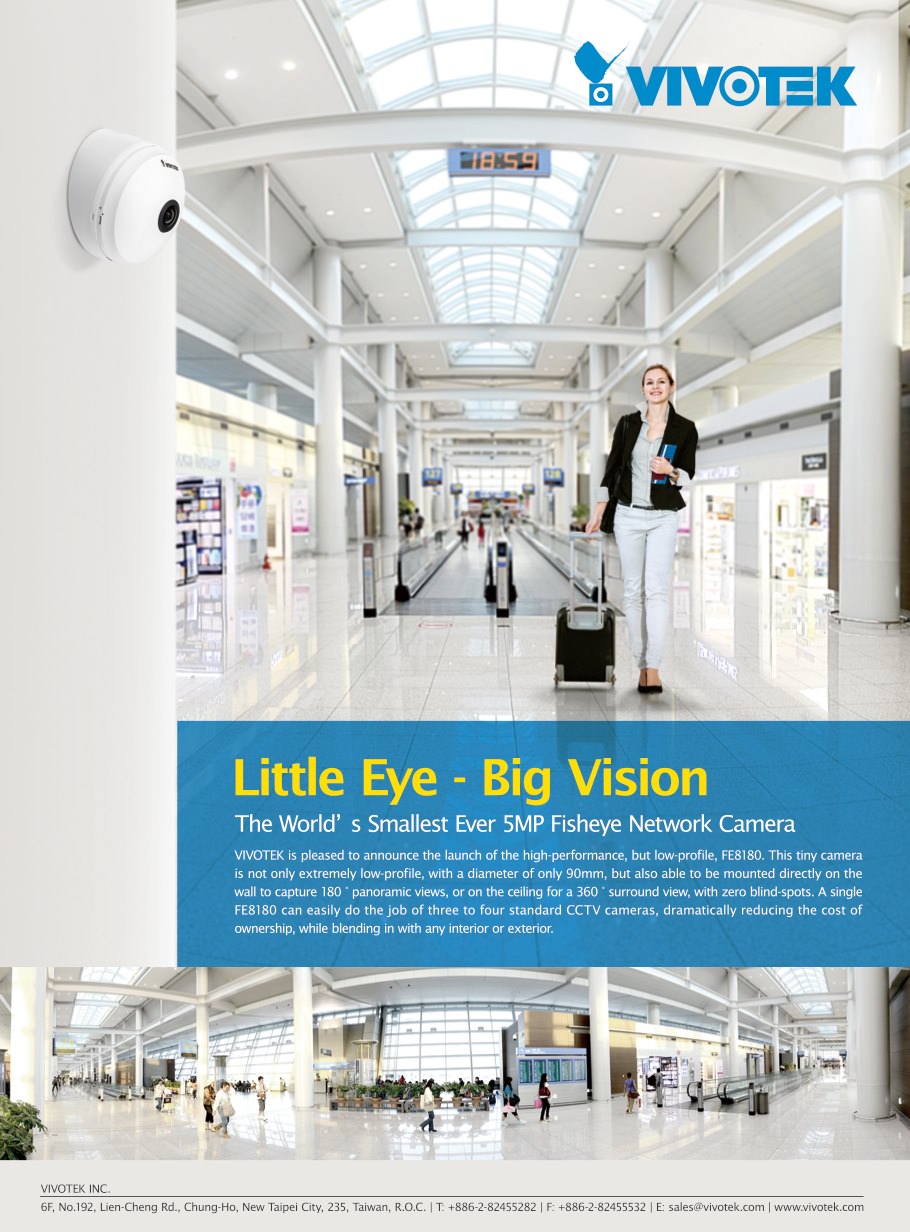 VIVOTEK
VIVOTEK
18:59
Little Eye - Big Vision
The World’ s Smallest Ever 5MP Fisheye Network Camera
VIVOTEK is pleased to announce the launch of the high-performance, but low-profile, FE8180. This tiny camera
is not only extremely low-profile, with a diameter of only 90mm, but also able to be mounted directly on the
wall to capture 180 ˚ panoramic views, or on the ceiling for a 360 ˚ surround view, with zero blind-spots. A single
FE8180 can easily do the job of three to four standard CCTV cameras, dramatically reducing the cost of
ownership, while blending in with any interior or exterior.
VIVOTEK INC.
6F, No.192, Lien-Cheng Rd., Chung-Ho, New Taipei City, 235, Taiwan, R.O.C. | T: +886-2-82455282 | F: +886-2-82455532 | E: sales@vivotek.com | www.vivotek.com